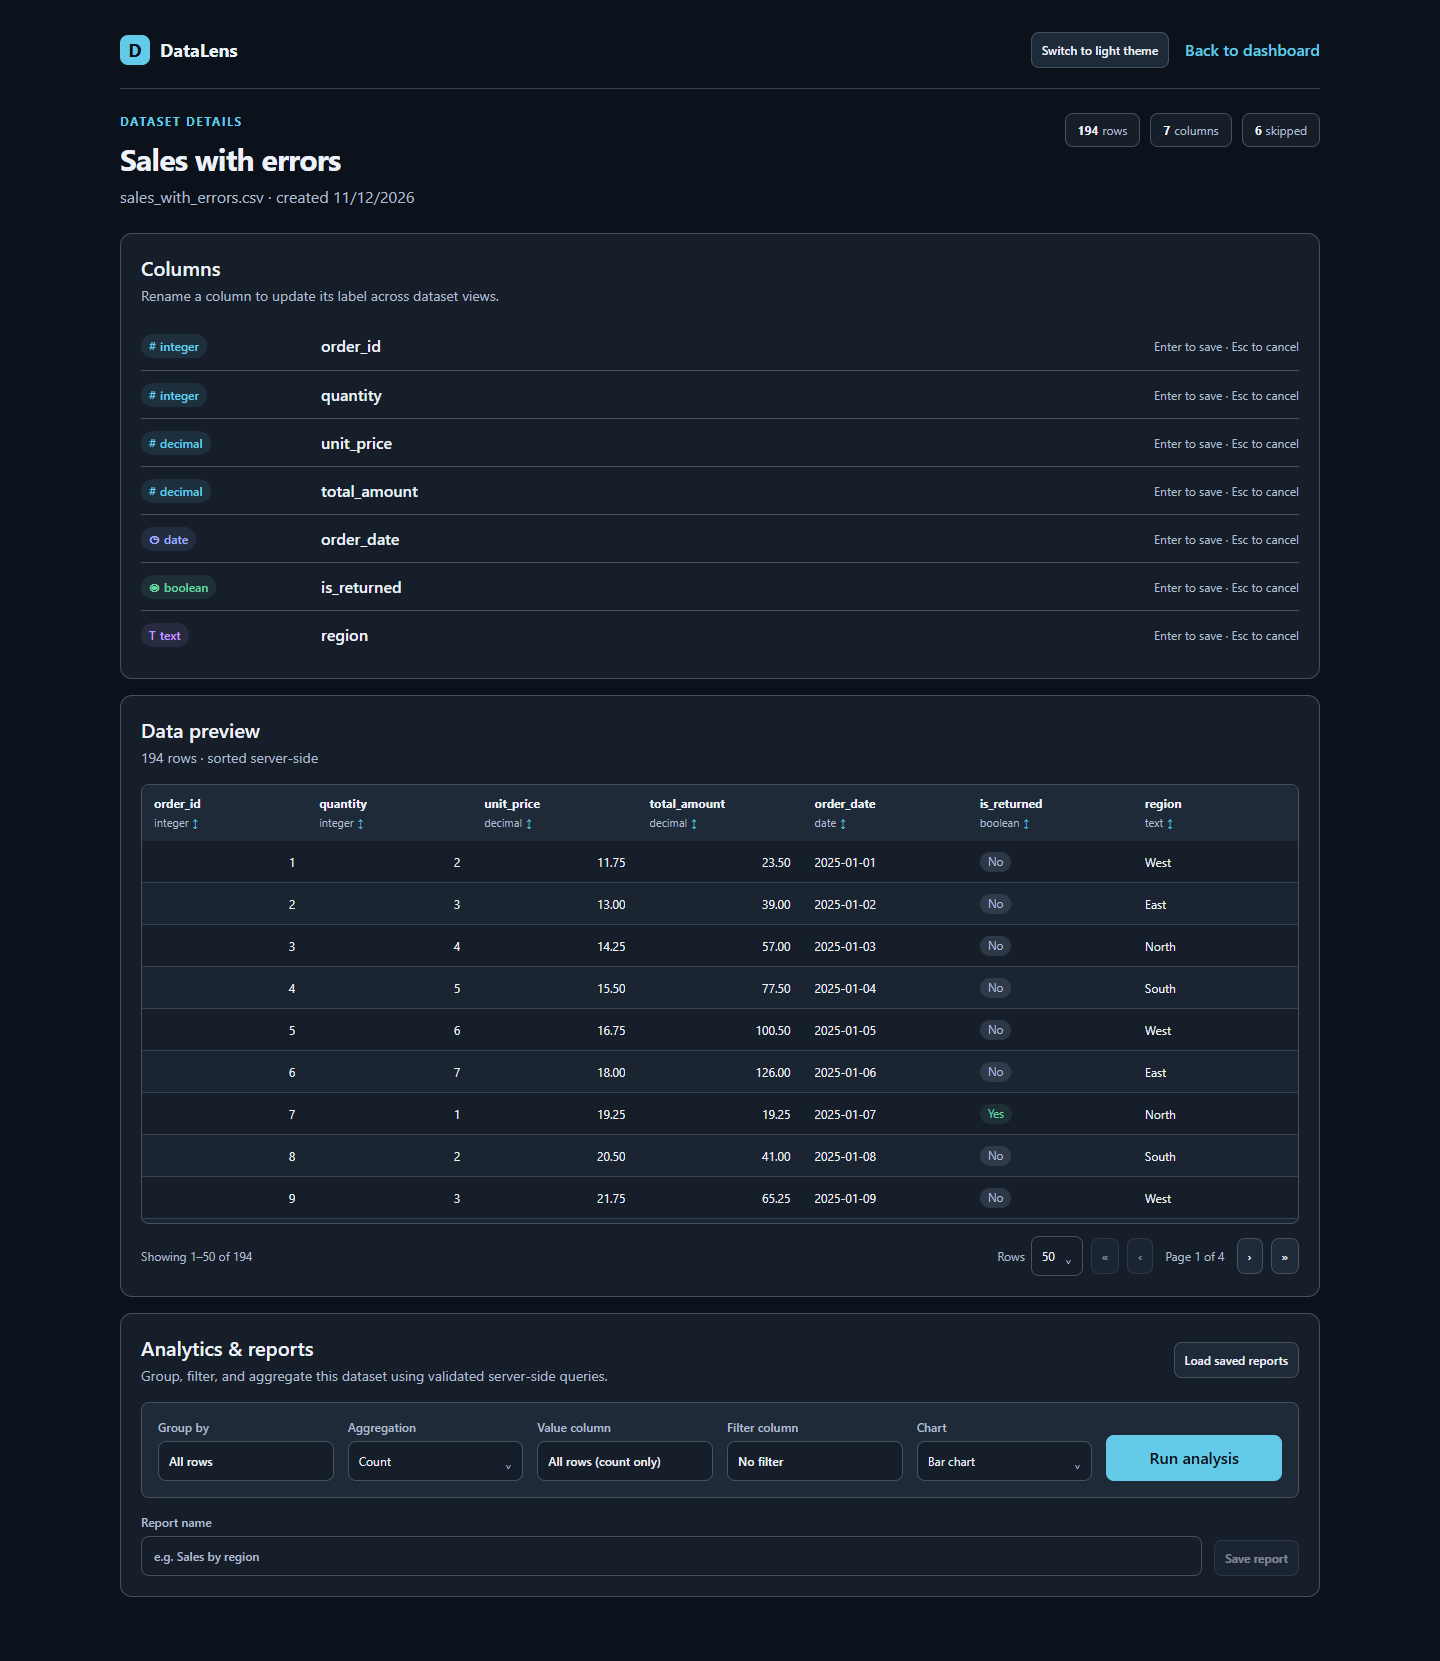 D DataLens
Switch to light theme Back to dashboard
DATASET DETAILS
194 rows 7 columns 6 skipped
Sales with errors
sales_with_errors.csv · created 11/12/2026
Columns
Rename a column to update its label across dataset views.
# integer order_id Enter to save · Esc to cancel
# integer quantity Enter to save · Esc to cancel
# decimal unit_price Enter to save · Esc to cancel
# decimal total_amount Enter to save · Esc to cancel
date order_date Enter to save · Esc to cancel
boolean is_returned Enter to save · Esc to cancel
T text region Enter to save · Esc to cancel
Data preview
194 rows · sorted server-side
order_id quantity unit_price total_amount order_date is_returned region
integer ↕ integer ↕ decimal ↕ decimal ↕ date ↕ boolean ↕ text ↕
1 2 11.75 23.50 2025-01-01 No West
2 3 13.00 39.00 2025-01-02 No East
3 4 14.25 57.00 2025-01-03 No North
4 5 15.50 77.50 2025-01-04 No South
5 6 16.75 100.50 2025-01-05 No West
6 7 18.00 126.00 2025-01-06 No East
7 1 19.25 19.25 2025-01-07 Yes North
8 2 20.50 41.00 2025-01-08 No South
9 3 21.75 65.25 2025-01-09 No West
Showing 1–50 of 194 Rows 50 « ‹ Page 1 of 4 › »
Analytics & reports
Load saved reports
Group, filter, and aggregate this dataset using validated server-side queries.
Group by Aggregation Value column Filter column Chart
All rows Count All rows (count only) No filter Bar chart Run analysis
Report name
e.g. Sales by region Save report